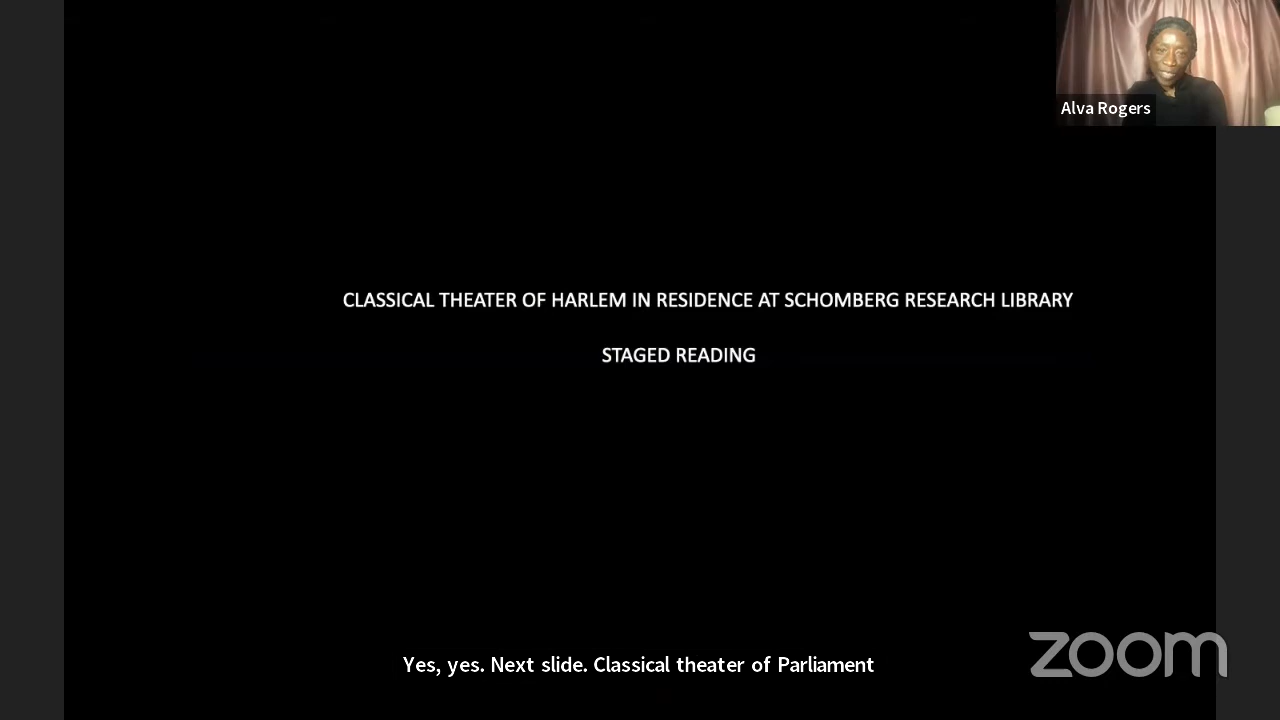 Alva Rogers
CLASSICAL THEATER OF HARLEM IN RESIDENCE AT SCHOMBERG RESEARCH LIBRARY
STAGED READING
Yes, yes. Next slide. Classical theater of Parliament
zoom